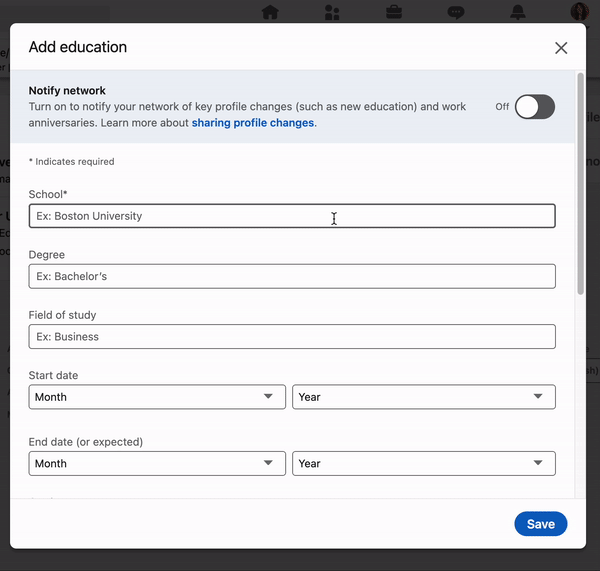 Add education
Notify network
Turn on to notify your network of key profile changes (such as new education) and work
anniversaries. Learn more about sharing profile changes.
Off
* Indicates required
School*
Ex: Boston University
Degree
Ex: Bachelor's
Field of study
Ex: Business
Start date
Month
Year
End date (or expected)
Month
Year
Save